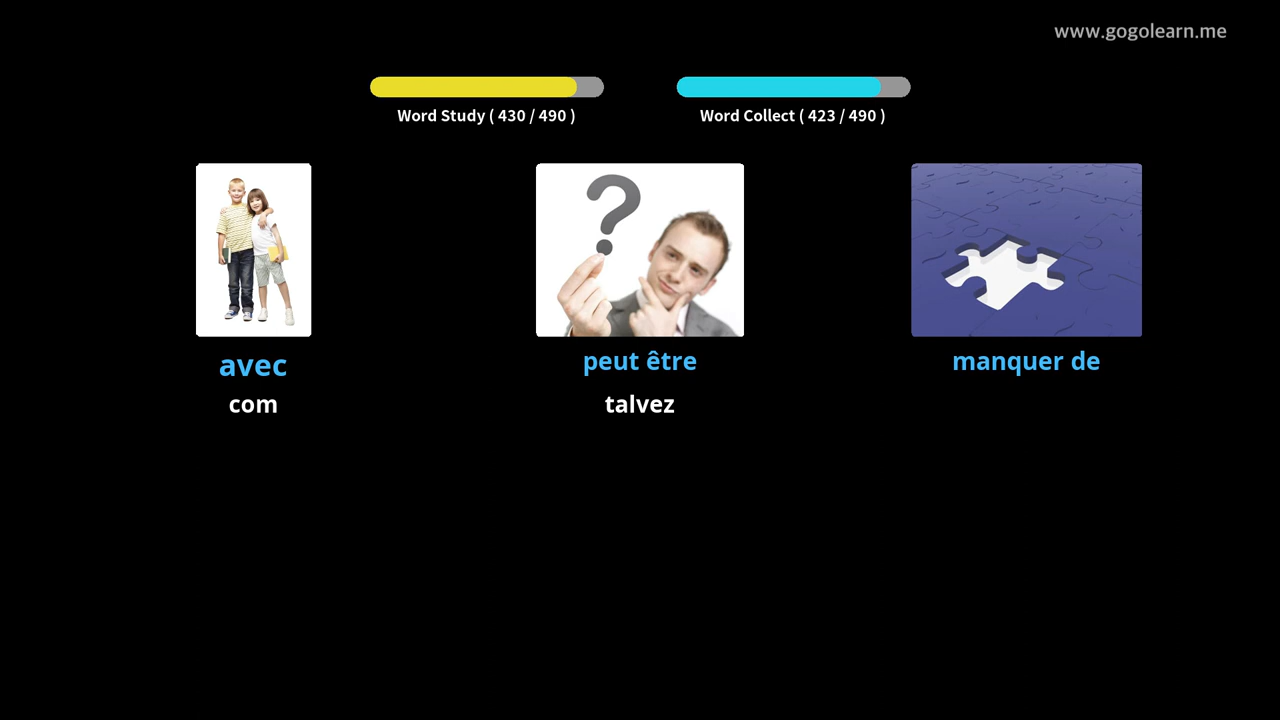 www.gogolearn.me
Word Study ( 430 / 490 )
Word Collect ( 423 / 490 )
avec
com
peut être
talvez
manquer de